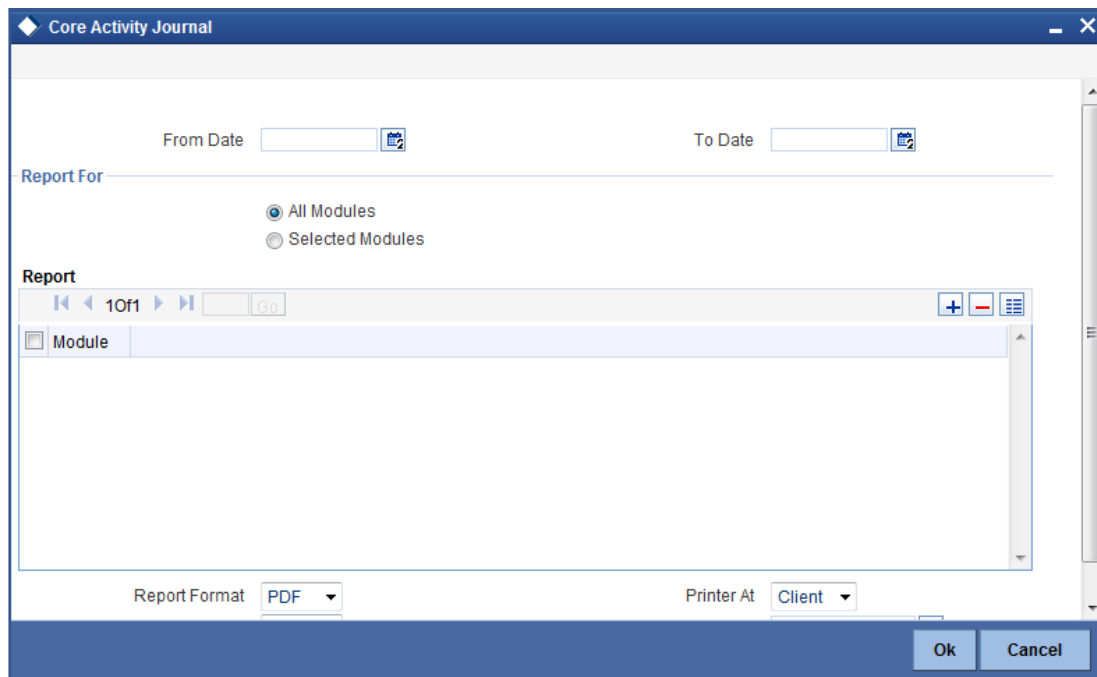 Core Activity Journal
From Date
To Date
Report For
All Modules
Selected Modules
Report
1Of1
Go
Module
Report Format PDF
Printer At Client
Ok
Cancel